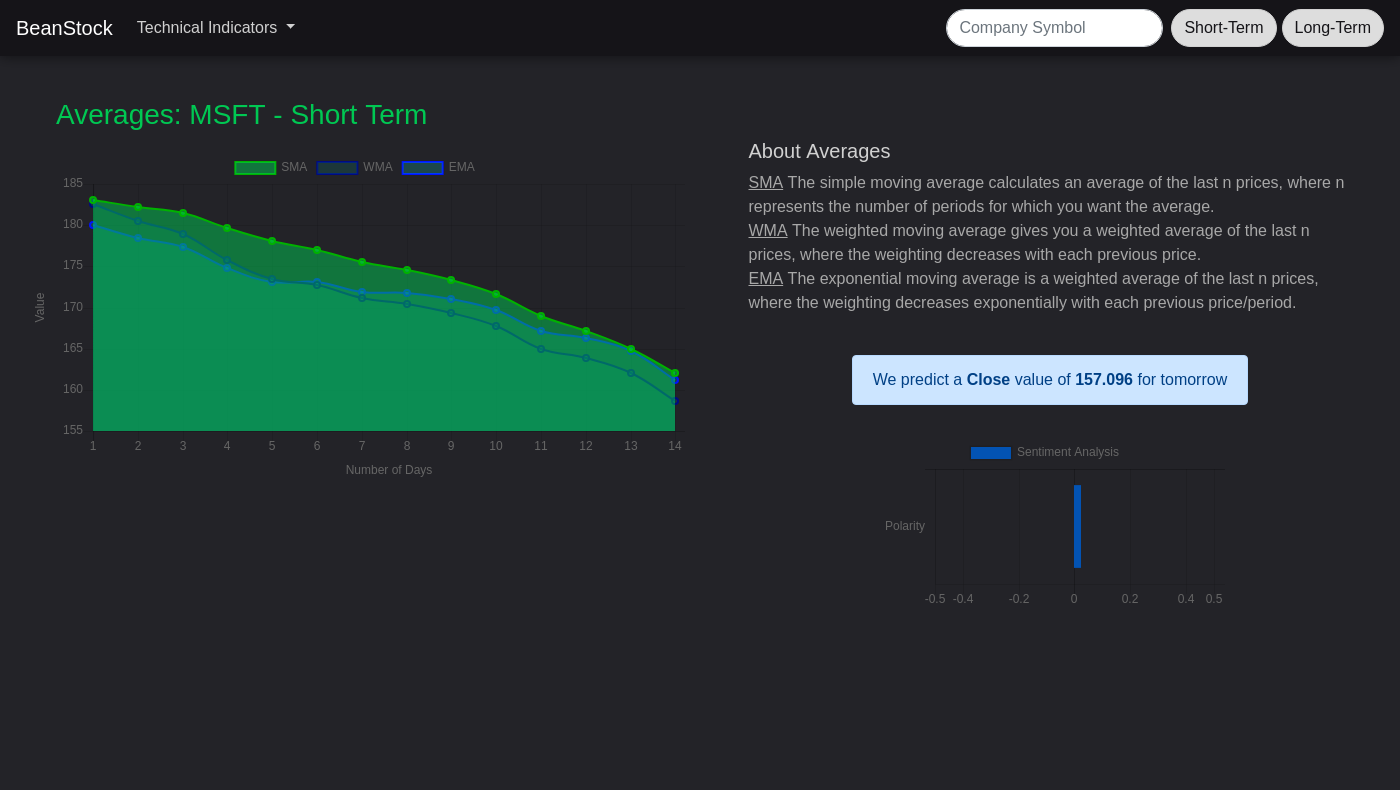 BeanStock
Technical Indicators
Company Symbol
Short-Term
Long-Term
Averages: MSFT - Short Term
SMA WMA EMA
185
180
175
170
165
160
155
Value
1 2 3 4 5 6 7 8 9 10 11 12 13 14
Number of Days
About Averages
SMA The simple moving average calculates an average of the last n prices, where n
represents the number of periods for which you want the average.
WMA The weighted moving average gives you a weighted average of the last n
prices, where the weighting decreases with each previous price.
EMA The exponential moving average is a weighted average of the last n prices,
where the weighting decreases exponentially with each previous price/period.
We predict a Close value of 157.096 for tomorrow
Sentiment Analysis
Polarity
-0.5 -0.4 -0.2 0 0.2 0.4 0.5